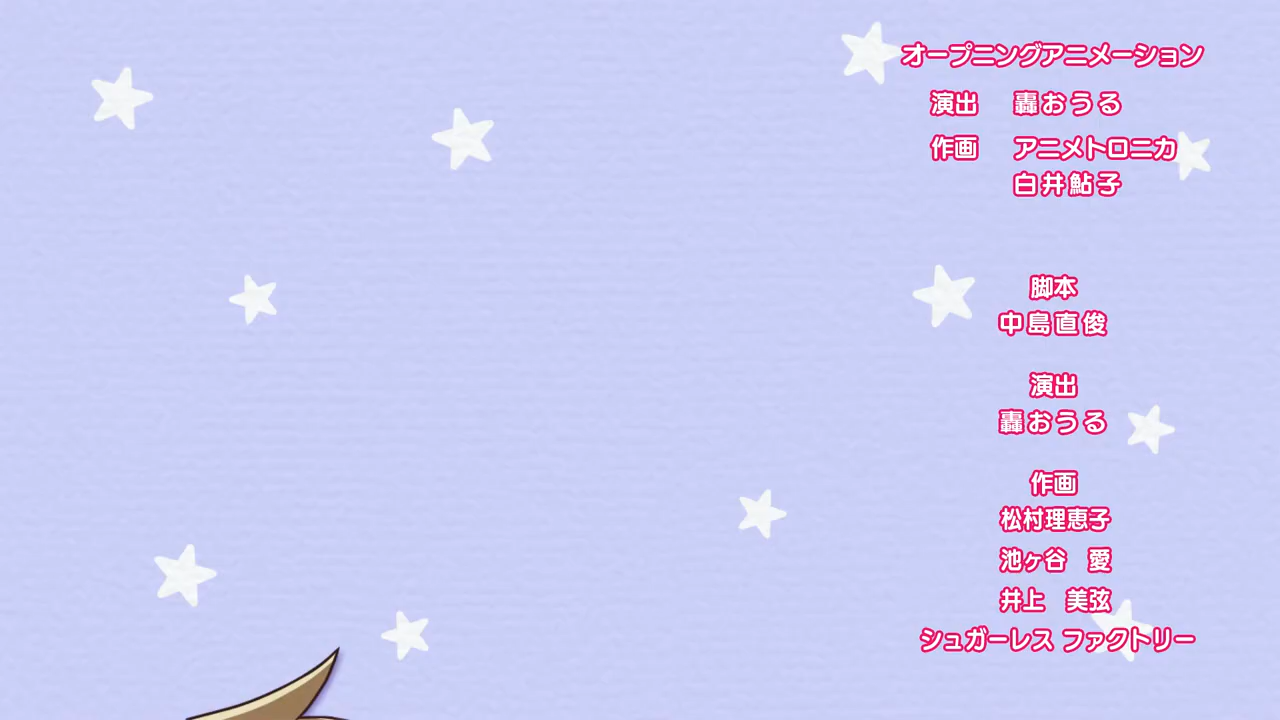 オープニングアニメーション
演出　轟おうる
作画　アニメトロニカ
白井鮎子
脚本
中島直俊
演出
轟おうる
作画
松村理恵子
池ヶ谷　愛
井上　美弦
シュガーレス ファクトリー